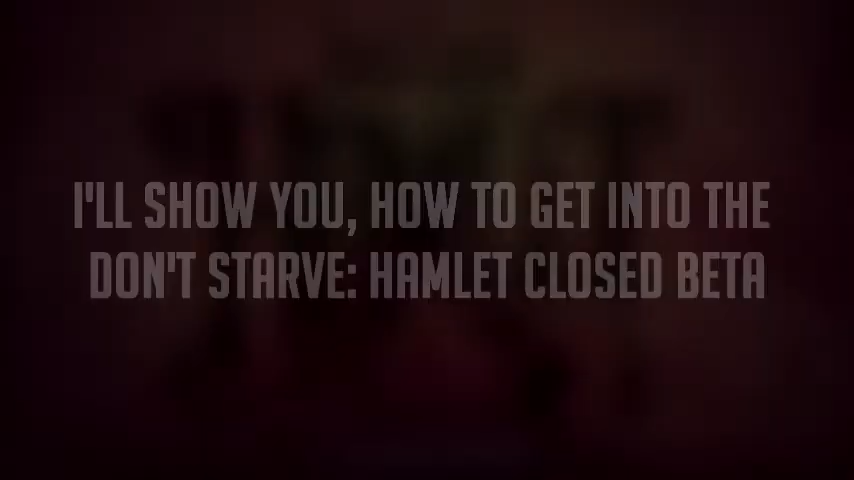 I'LL SHOW YOU, HOW TO GET INTO THE
DON'T STARVE: HAMLET CLOSED BETA